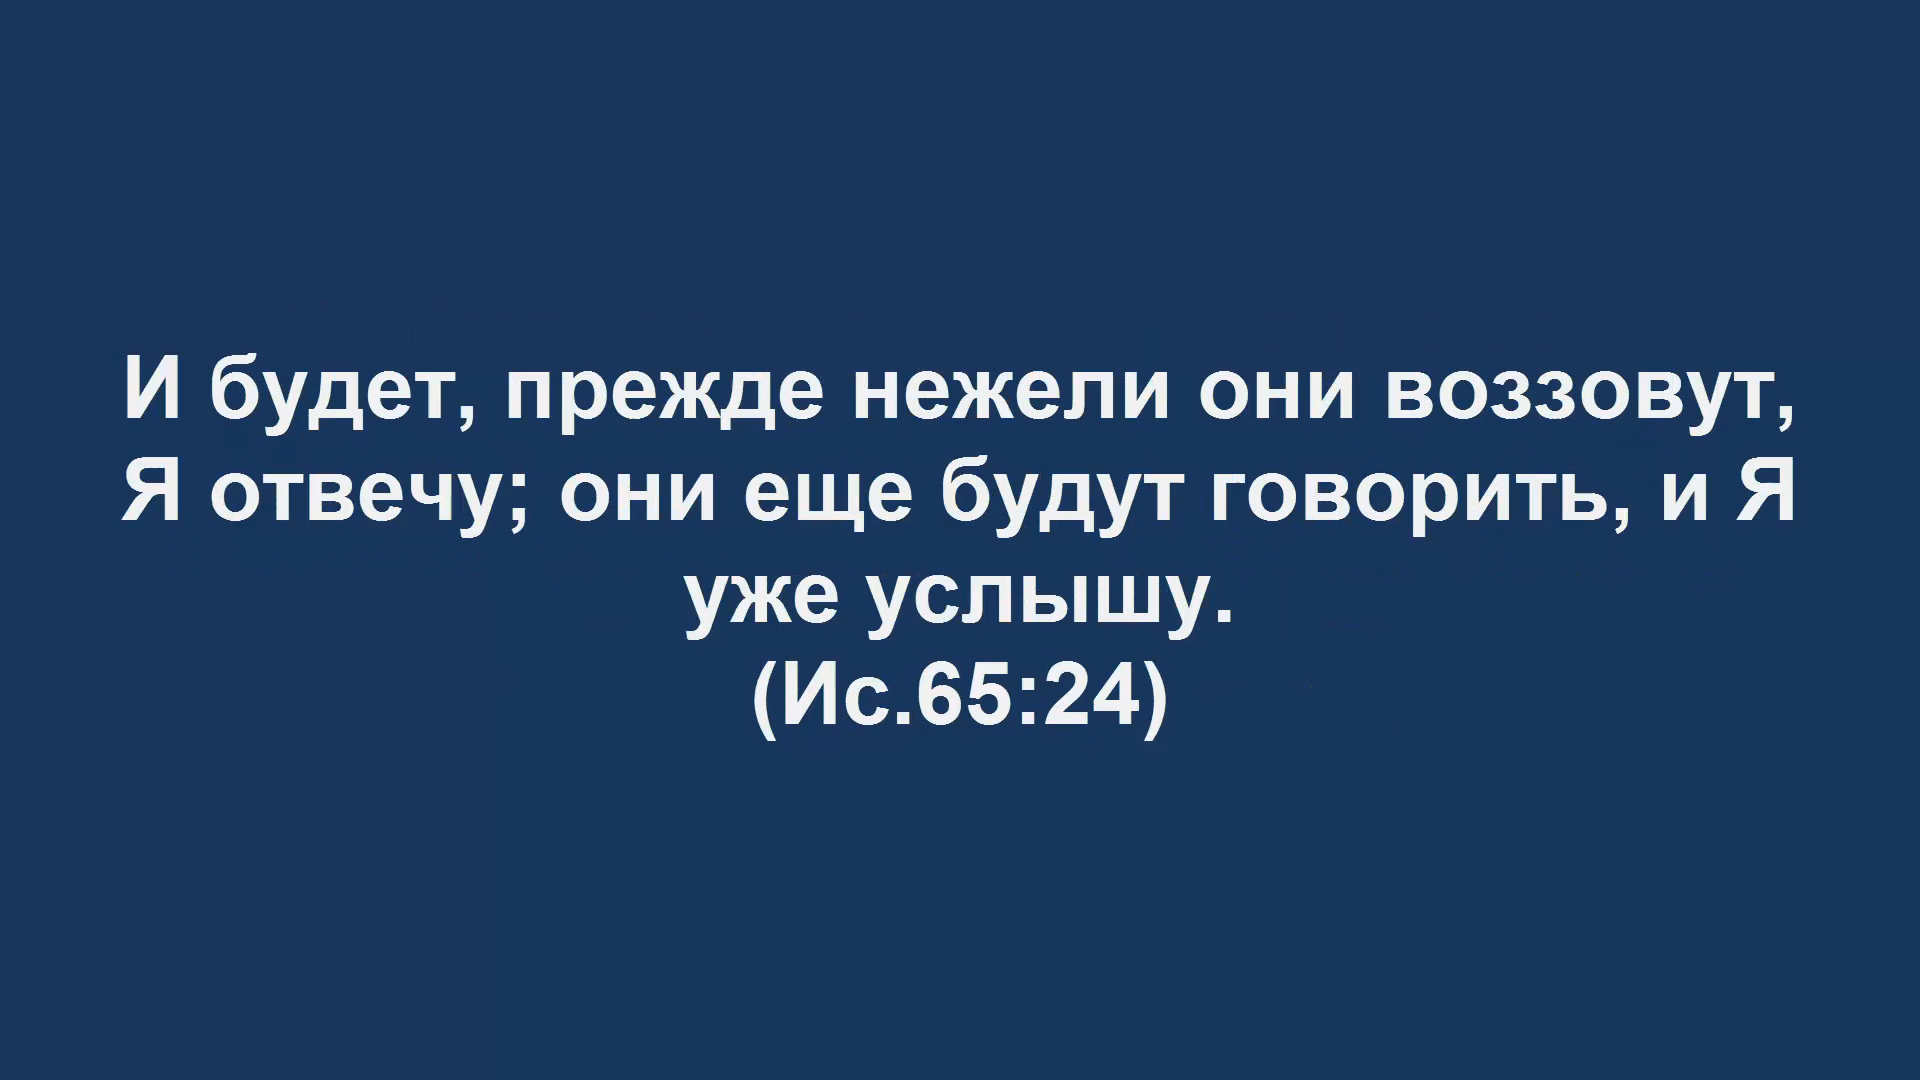 И будет, прежде нежели они воззовут,
Я отвечу; они еще будут говорить, и Я
уже услышу.
(Ис.65:24)